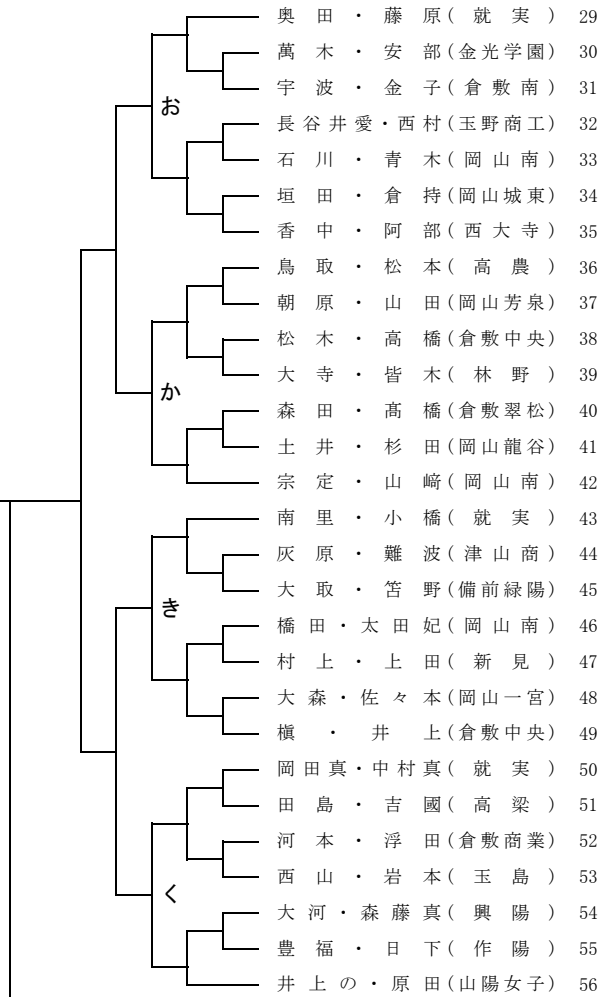 奥田・藤原(就実) 29
萬木・安部(金光学園) 30
宇波・金子(倉敷南) 31
お
長谷井愛・西村(玉野商工) 32
石川・青木(岡山南) 33
垣田・倉持(岡山城東) 34
香中・阿部(西大寺) 35
鳥取・松本(高農) 36
朝原・山田(岡山芳泉) 37
松木・高橋(倉敷中央) 38
大寺・皆木(林野) 39
か
森田・髙橋(倉敷翠松) 40
土井・杉田(岡山龍谷) 41
宗定・山﨑(岡山南) 42
南里・小橋(就実) 43
灰原・難波(津山商) 44
大取・笘野(備前緑陽) 45
き
橋田・太田妃(岡山南) 46
村上・上田(新見) 47
大森・佐々本(岡山一宮) 48
槇・井上(倉敷中央) 49
岡田真・中村真(就実) 50
田島・吉國(高梁) 51
河本・浮田(倉敷商業) 52
西山・岩本(玉島) 53
く
大河・森藤真(興陽) 54
豊福・日下(作陽) 55
井上の・原田(山陽女子) 56